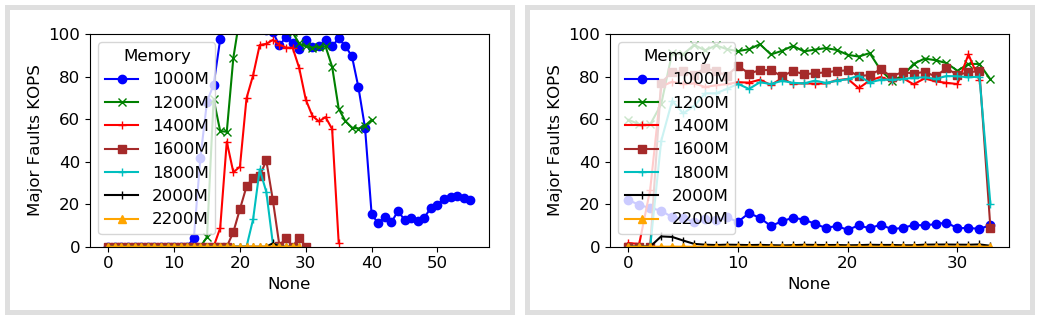 Major Faults KOPS
100
80
60
40
20
0
Memory
1000M
1200M
1400M
1600M
1800M
2000M
2200M
0 10 20 30 40 50
None
Major Faults KOPS
100
80
60
40
20
0
Memory
1000M
1200M
1400M
1600M
1800M
2000M
2200M
0 10 20 30
None